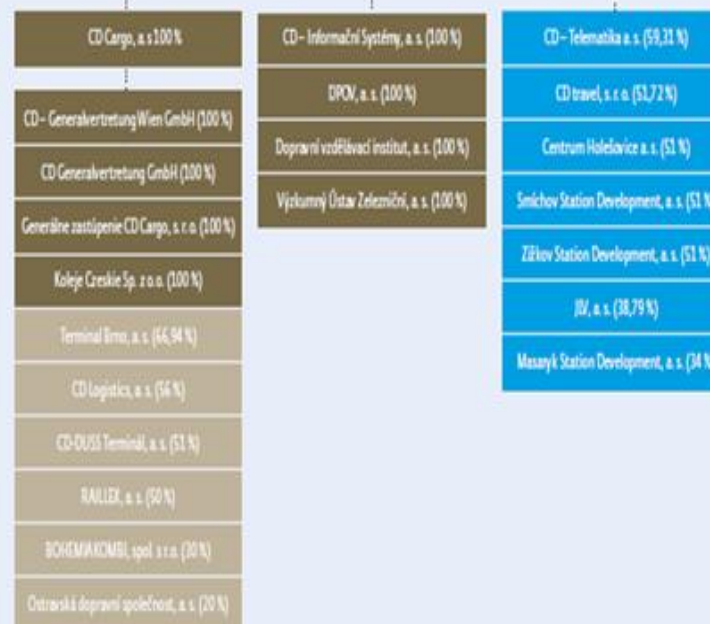 CD Cargo, a. s 100 %
CD – Generalvertretung Wien GmbH (100 %)
CD Generalvertretung GmbH (100 %)
Generálne zastúpenie CD Cargo, s. r. o. (100 %)
Koleje Czeskie Sp. z o.o. (100 %)
Terminal Brno, a. s. (66,94 %)
CD Logistics, a. s. (56 %)
CD-DUSS Terminál, a. s. (51 %)
RAILLEX, a. s. (50 %)
BOHEMIAKOMBI, spol. s r.o. (30 %)
Ostravská dopravní společnost, a. s. (20 %)
CD – Informační Systémy, a. s. (100 %)
DPOV, a. s. (100 %)
Dopravní vzdělávací institut, a. s. (100 %)
Výzkumný Ústav Zelezniční, a. s. (100 %)
CD – Telematika a. s. (59,31 %)
CD travel, s. r. o. (51,72 %)
Centrum Holešovice a. s. (51 %)
Smíchov Station Development, a. s. (51 %
Zižkov Station Development, a. s. (51 %)
JLV, a. s. (38,79 %)
Masaryk Station Development, a. s. (34 %